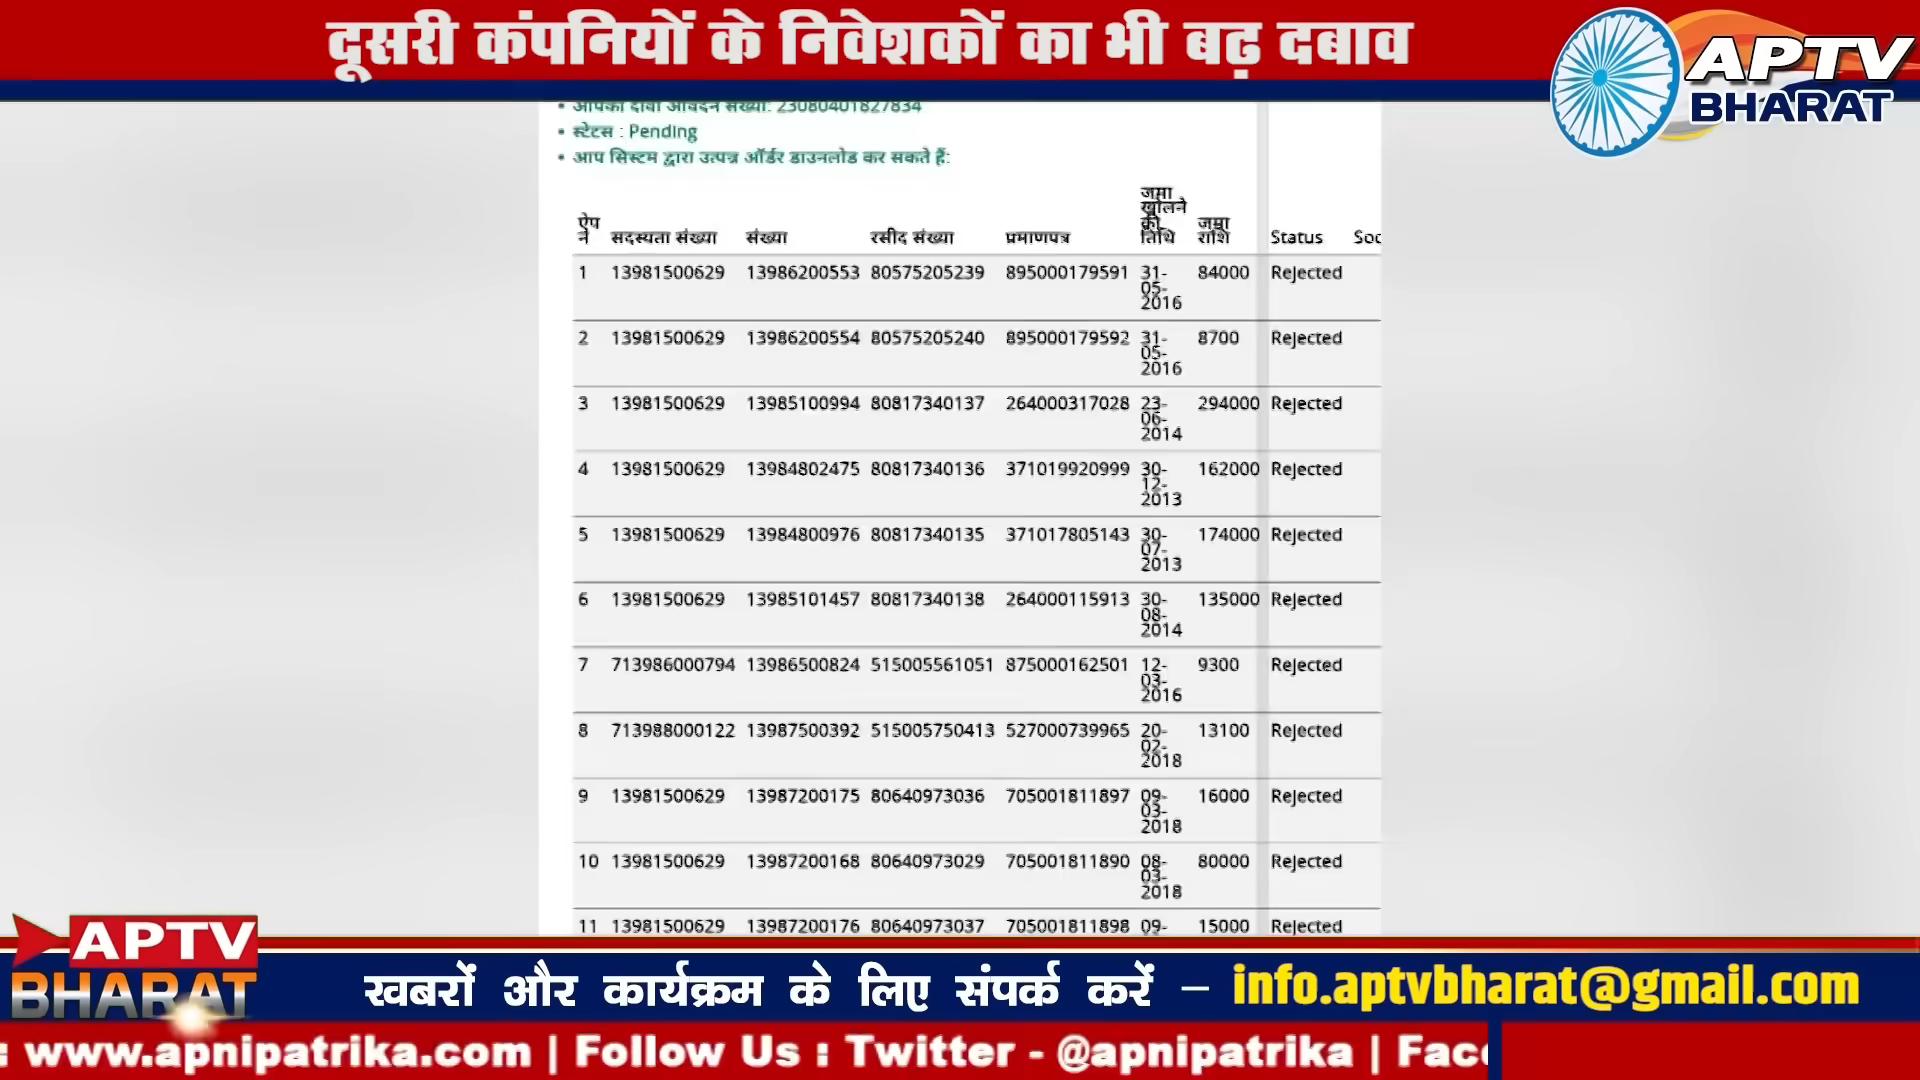 दूसरी कंपनियों के निवेशकों का भी बढ़ दबाव
APTV
BHARAT
आपका दावा आवेदन संख्या: 23080401827834
स्टेटस : Pending
आप सिस्टम द्वारा उत्पन्न ऑर्डर डाउनलोड कर सकते हैं:
ऐप ने सदस्यता संख्या संख्या रसीद संख्या प्रमाणपत्र जमा खोलने की तिथि जमा राशि Status Soc
1 13981500629 13986200553 80575205239 895000179591 31-05-2016 84000 Rejected
2 13981500629 13986200554 80575205240 895000179592 31-05-2016 8700 Rejected
3 13981500629 13985100994 80817340137 264000317028 23-06-2014 294000 Rejected
4 13981500629 13984802475 80817340136 371019920999 30-12-2013 162000 Rejected
5 13981500629 13984800976 80817340135 371017805143 30-07-2013 174000 Rejected
6 13981500629 13985101457 80817340138 264000115913 30-08-2014 135000 Rejected
7 713986000794 13986500824 515005561051 875000162501 12-03-2016 9300 Rejected
8 713988000122 13987500392 515005750413 527000739965 20-02-2018 13100 Rejected
9 13981500629 13987200175 80640973036 705001811897 09-03-2018 16000 Rejected
10 13981500629 13987200168 80640973029 705001811890 08-03-2018 80000 Rejected
11 13981500629 13987200176 80640973037 705001811898 09- 15000 Rejected
APTV
BHARAT
खबरों और कार्यक्रम के लिए संपर्क करें – info.aptvbharat@gmail.com
: www.apnipatrika.com | Follow Us : Twitter - @apnipatrika | Face